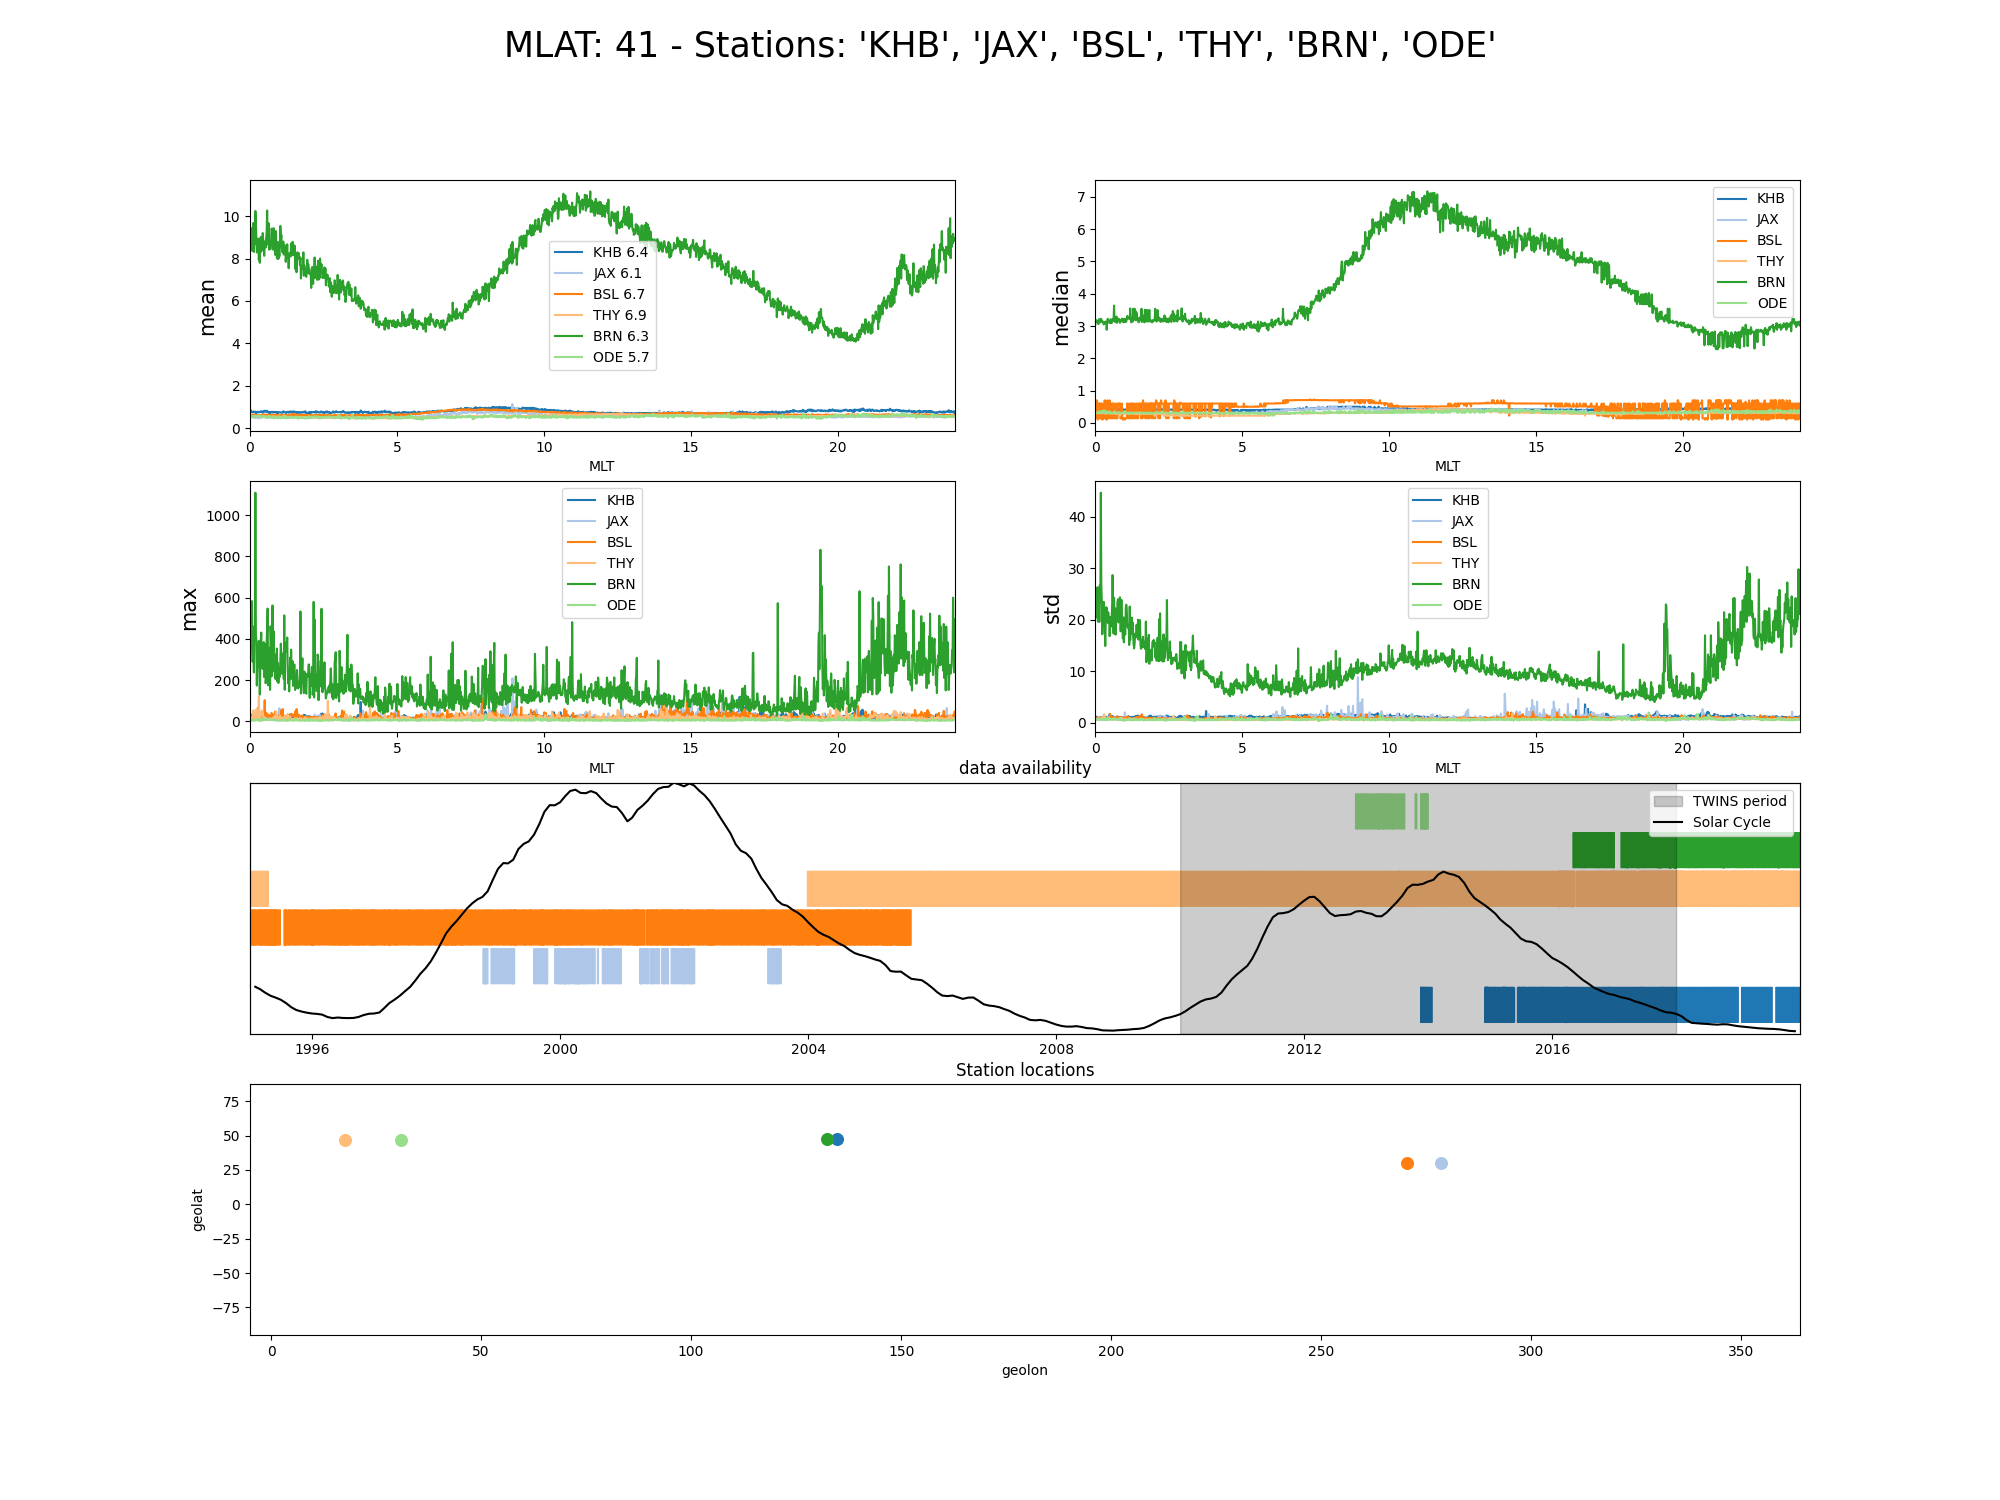 MLAT: 41 - Stations: 'KHB', 'JAX', 'BSL', 'THY', 'BRN', 'ODE'
mean
10
8
6
4
2
0
KHB 6.4
JAX 6.1
BSL 6.7
THY 6.9
BRN 6.3
ODE 5.7
0 5 10 15 20
MLT
median
7
6
5
4
3
2
1
0
KHB
JAX
BSL
THY
BRN
ODE
0 5 10 15 20
MLT
max
1000
800
600
400
200
0
KHB
JAX
BSL
THY
BRN
ODE
0 5 10 15 20
MLT
std
40
30
20
10
0
KHB
JAX
BSL
THY
BRN
ODE
0 5 10 15 20
MLT
data availability
TWINS period
Solar Cycle
1996 2000 2004 2008 2012 2016
Station locations
geolat
75
50
25
0
−25
−50
−75
0 50 100 150 200 250 300 350
geolon